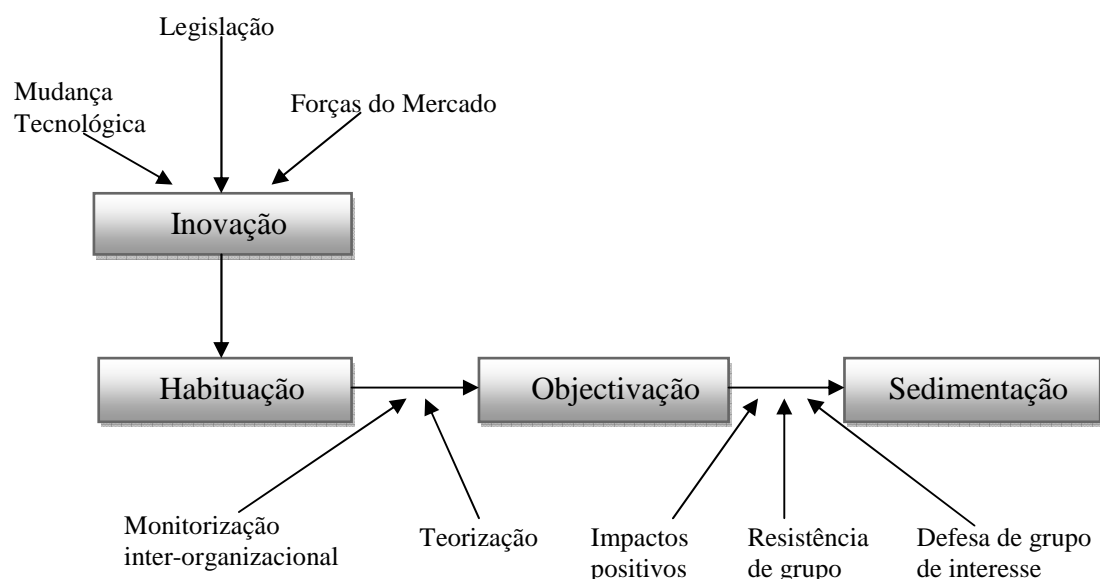 Legislação
Mudança
Tecnológica
Forças do Mercado
Inovação
Habituação
Objectivação
Sedimentação
Monitorização
inter-organizacional
Teorização
Impactos
positivos
Resistência
de grupo
Defesa de grupo
de interesse